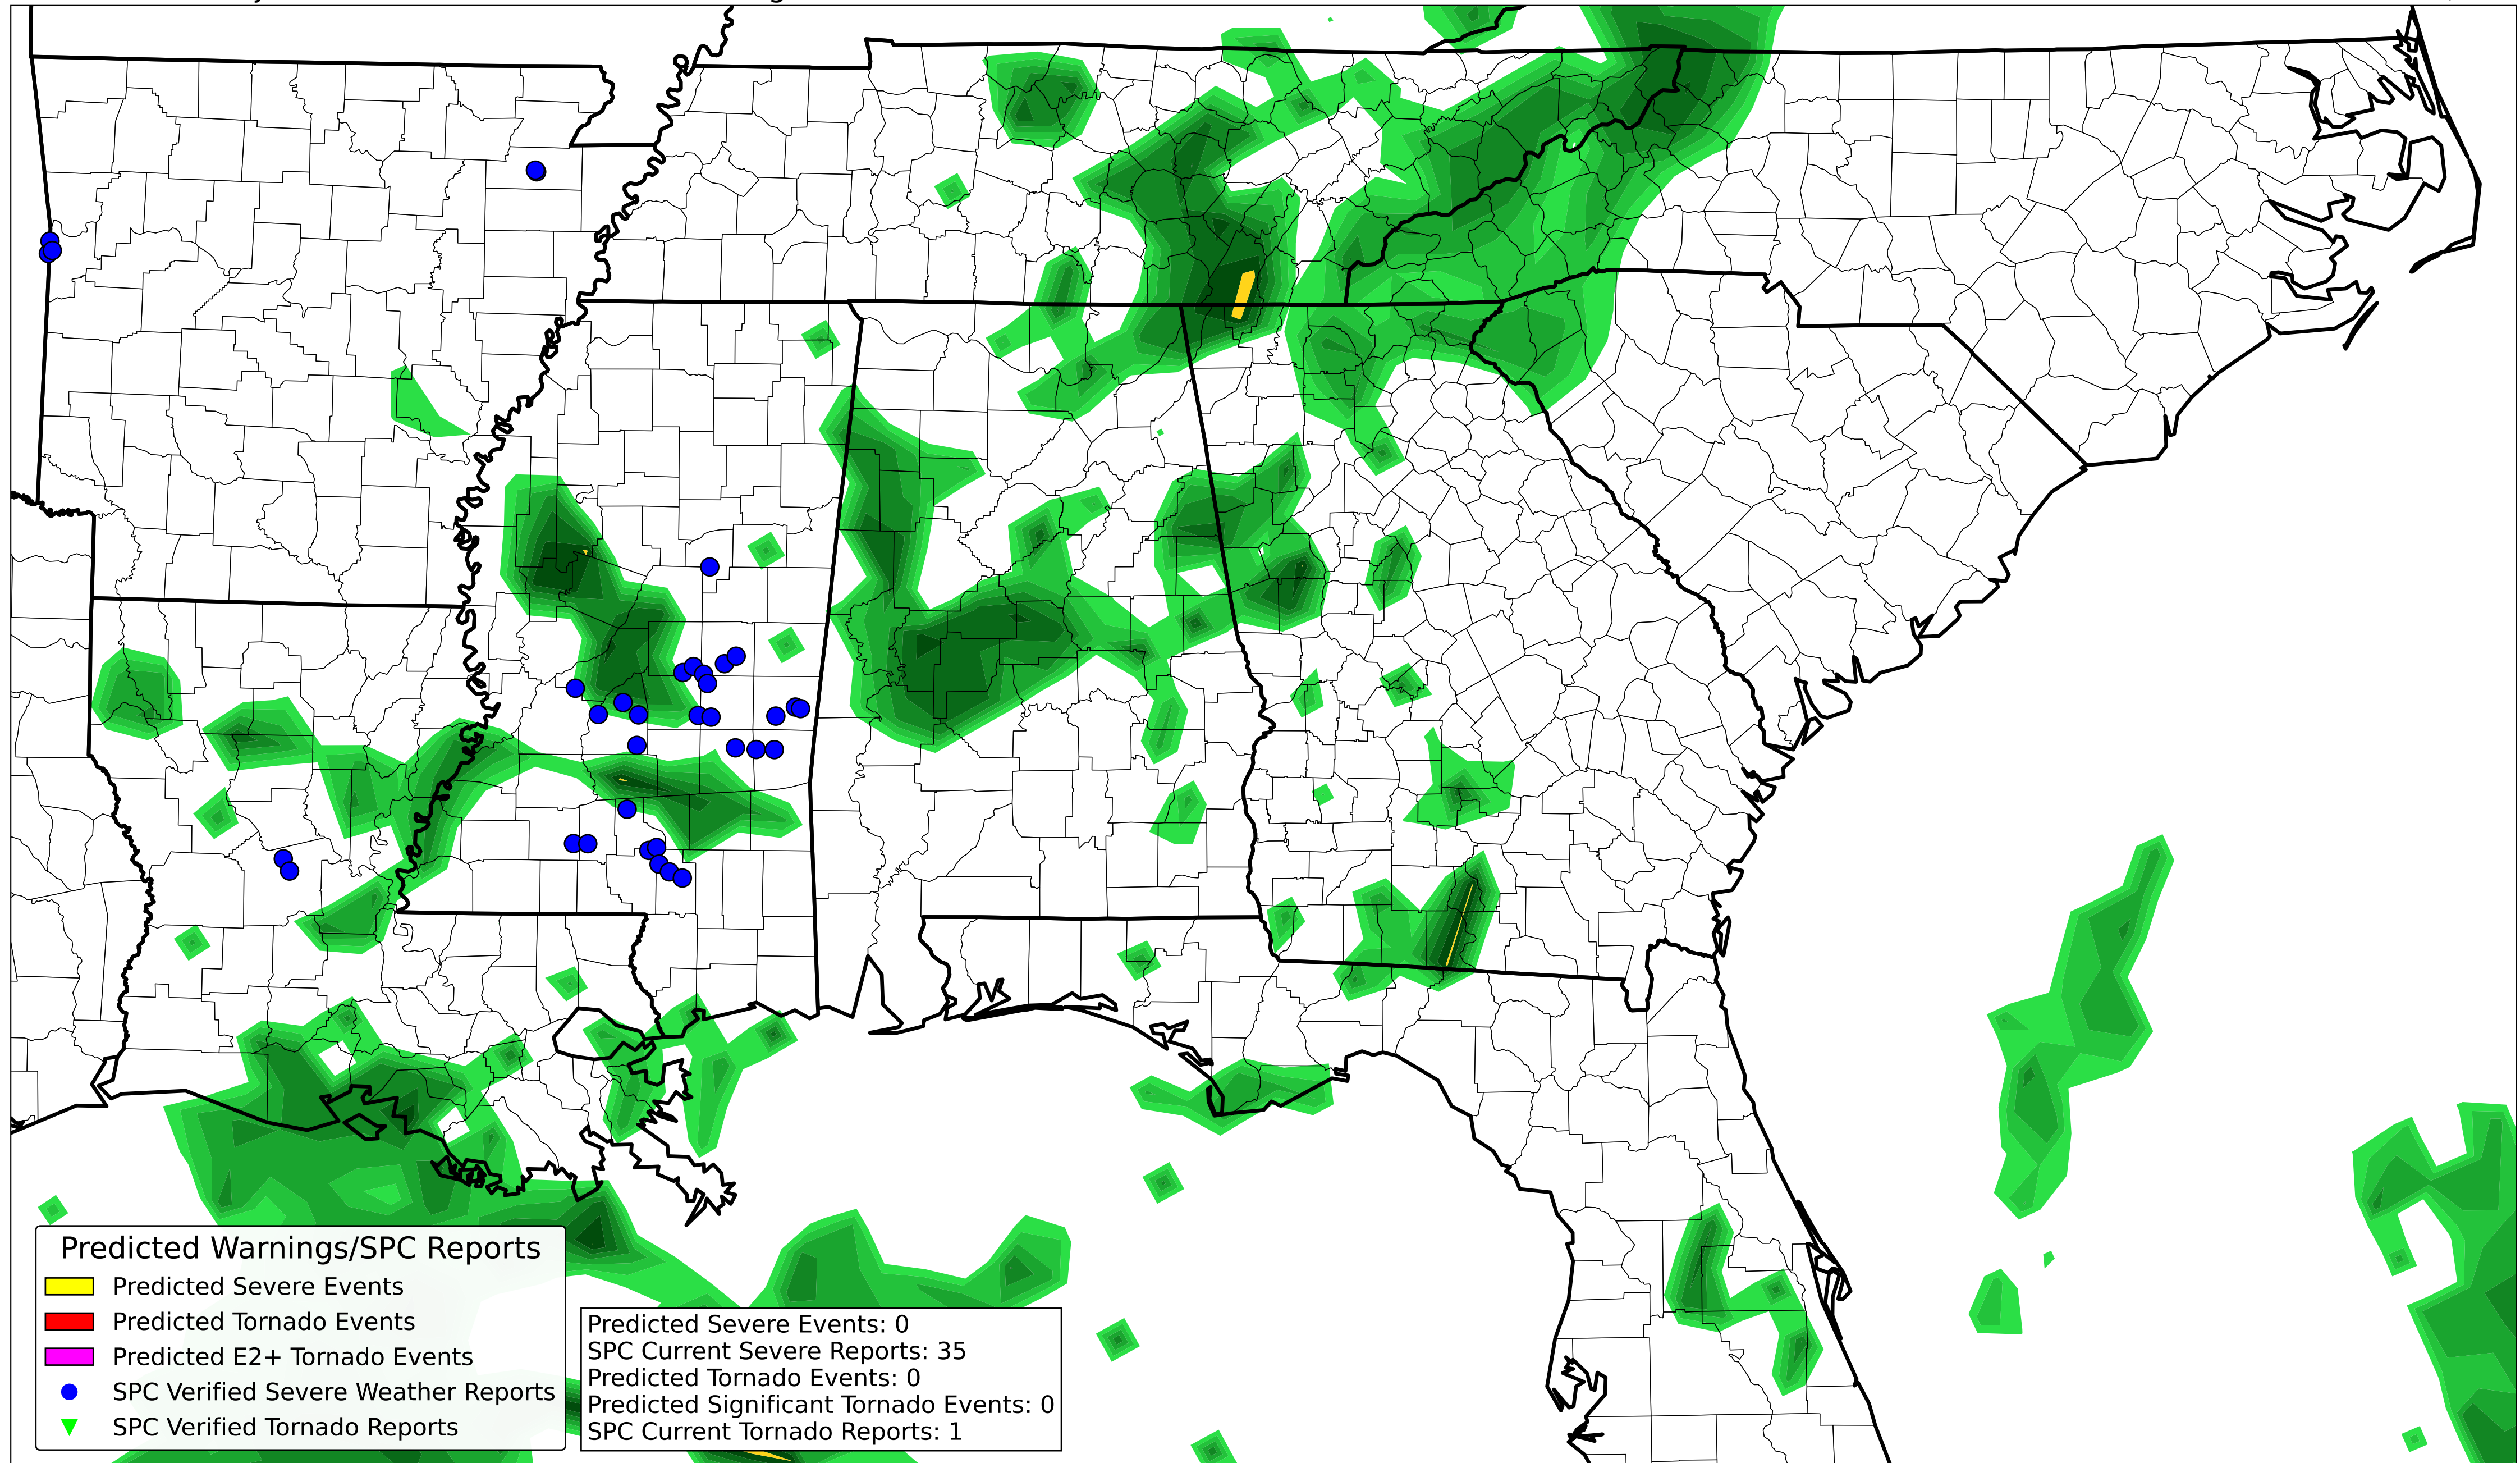 Predicted Warnings/SPC Reports
Predicted Severe Events
Predicted Tornado Events
Predicted E2+ Tornado Events
SPC Verified Severe Weather Reports
SPC Verified Tornado Reports
Predicted Severe Events: 0
SPC Current Severe Reports: 35
Predicted Tornado Events: 0
Predicted Significant Tornado Events: 0
SPC Current Tornado Reports: 1